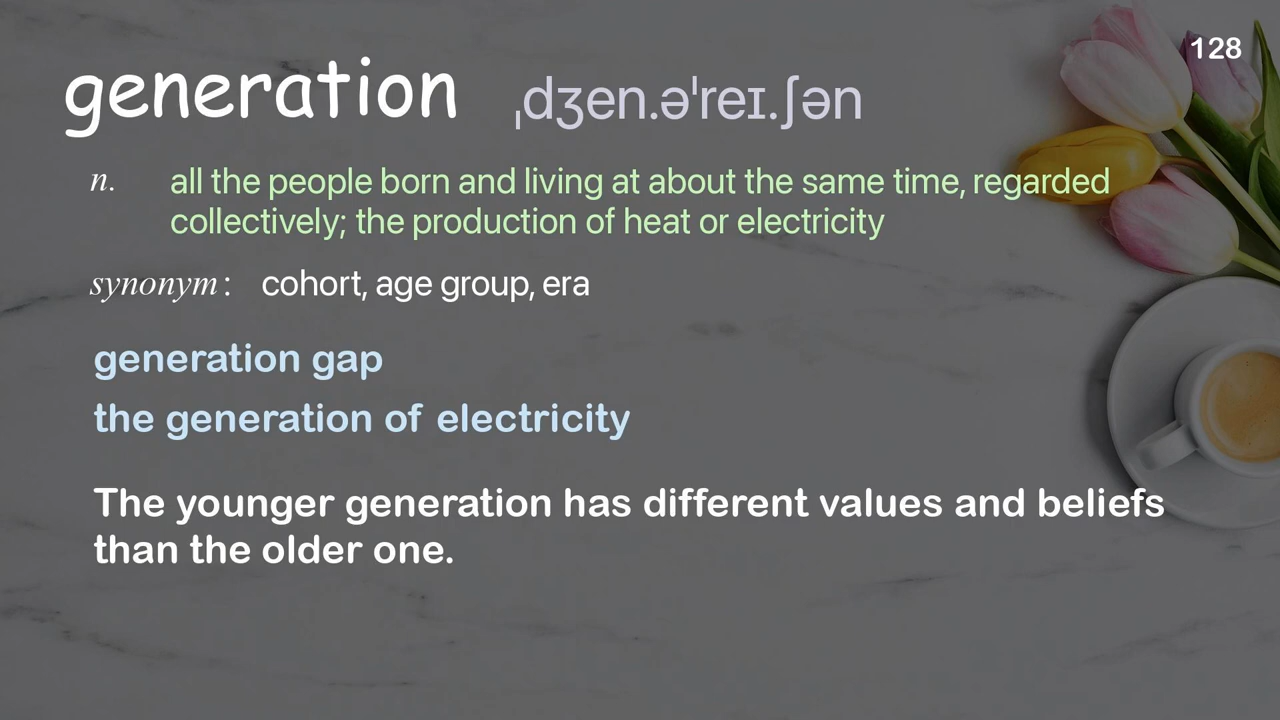 128
generation ˌdʒen.əˈreɪ.ʃən
n. all the people born and living at about the same time, regarded
collectively; the production of heat or electricity
synonym: cohort, age group, era
generation gap
the generation of electricity
The younger generation has different values and beliefs
than the older one.